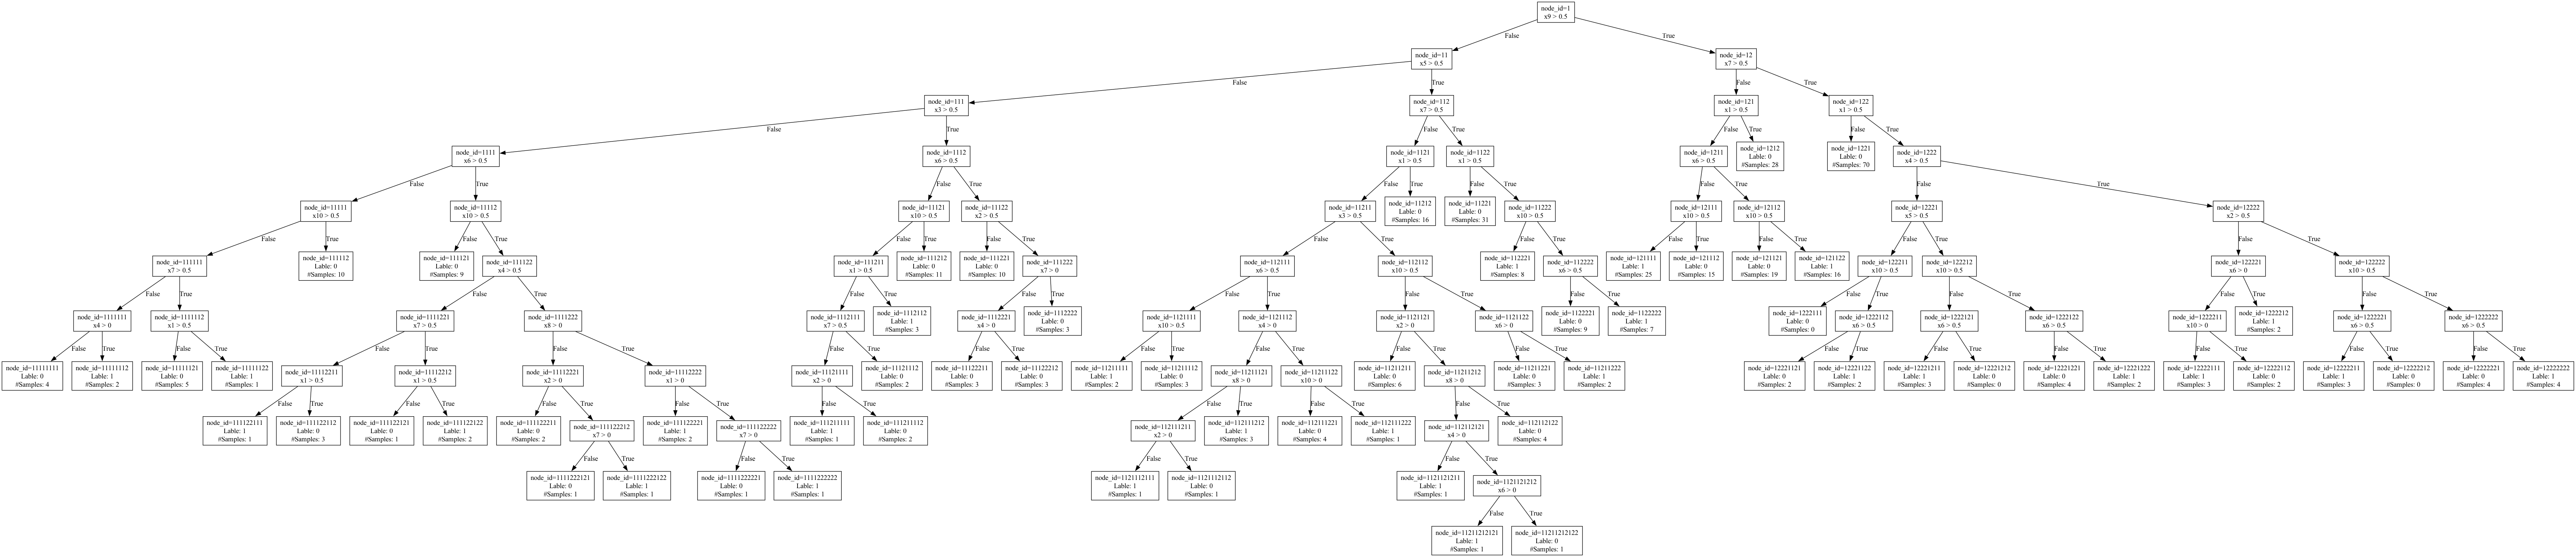 node_id=1
x9 > 0.5
False
True
node_id=11
x5 > 0.5
node_id=12
x7 > 0.5
False
True
False
True
node_id=111
x3 > 0.5
node_id=112
x7 > 0.5
node_id=121
x1 > 0.5
node_id=122
x1 > 0.5
False
True
False
True
False
True
False
True
node_id=1111
x6 > 0.5
node_id=1112
x6 > 0.5
node_id=1121
x1 > 0.5
node_id=1122
x1 > 0.5
node_id=1211
x6 > 0.5
node_id=1212
Lable: 0
#Samples: 28
node_id=1221
Lable: 0
#Samples: 70
node_id=1222
x4 > 0.5
False
True
False
True
False
True
False
True
False
True
False
True
node_id=11111
x10 > 0.5
node_id=11112
x10 > 0.5
node_id=11121
x10 > 0.5
node_id=11122
x2 > 0.5
node_id=11211
x3 > 0.5
node_id=11212
Lable: 0
#Samples: 16
node_id=11221
Lable: 0
#Samples: 31
node_id=11222
x10 > 0.5
node_id=12111
x10 > 0.5
node_id=12112
x10 > 0.5
node_id=12221
x5 > 0.5
node_id=12222
x2 > 0.5
False
True
False
True
False
True
False
True
False
True
False
True
False
True
False
True
False
True
False
True
node_id=111111
x7 > 0.5
node_id=111112
Lable: 0
#Samples: 10
node_id=111121
Lable: 0
#Samples: 9
node_id=111122
x4 > 0.5
node_id=111211
x1 > 0.5
node_id=111212
Lable: 0
#Samples: 11
node_id=111221
Lable: 0
#Samples: 10
node_id=111222
x7 > 0
node_id=112111
x6 > 0.5
node_id=112112
x10 > 0.5
node_id=112221
Lable: 1
#Samples: 8
node_id=112222
x6 > 0.5
node_id=121111
Lable: 1
#Samples: 25
node_id=121112
Lable: 0
#Samples: 15
node_id=121121
Lable: 0
#Samples: 19
node_id=121122
Lable: 1
#Samples: 16
node_id=122211
x10 > 0.5
node_id=122212
x10 > 0.5
node_id=122221
x6 > 0
node_id=122222
x10 > 0.5
False
True
False
True
False
True
False
True
False
True
False
True
False
True
False
True
False
True
False
True
False
True
node_id=1111111
x4 > 0
node_id=1111112
x1 > 0.5
node_id=1111221
x7 > 0.5
node_id=1111222
x8 > 0
node_id=1112111
x7 > 0.5
node_id=1112112
Lable: 1
#Samples: 3
node_id=1112221
x4 > 0
node_id=1112222
Lable: 0
#Samples: 3
node_id=1121111
x10 > 0.5
node_id=1121112
x4 > 0
node_id=1121121
x2 > 0
node_id=1121122
x6 > 0
node_id=1122221
Lable: 0
#Samples: 9
node_id=1122222
Lable: 1
#Samples: 7
node_id=1222111
Lable: 0
#Samples: 0
node_id=1222112
x6 > 0.5
node_id=1222121
x6 > 0.5
node_id=1222122
x6 > 0.5
node_id=1222211
x10 > 0
node_id=1222212
Lable: 1
#Samples: 2
node_id=1222221
x6 > 0.5
node_id=1222222
x6 > 0.5
False
True
False
True
False
True
False
True
False
True
False
True
False
True
False
True
False
True
False
True
False
True
False
True
False
True
False
True
False
True
False
True
node_id=11111111
Lable: 0
#Samples: 4
node_id=11111112
Lable: 1
#Samples: 2
node_id=11111121
Lable: 0
#Samples: 5
node_id=11111122
Lable: 1
#Samples: 1
node_id=11112211
x1 > 0.5
node_id=11112212
x1 > 0.5
node_id=11112221
x2 > 0
node_id=11112222
x1 > 0
node_id=11121111
x2 > 0
node_id=11121112
Lable: 0
#Samples: 2
node_id=11122211
Lable: 0
#Samples: 3
node_id=11122212
Lable: 1
#Samples: 3
node_id=11211111
Lable: 1
#Samples: 2
node_id=11211112
Lable: 0
#Samples: 3
node_id=11211121
x8 > 0
node_id=11211122
x10 > 0
node_id=11211211
Lable: 0
#Samples: 6
node_id=11211212
x8 > 0
node_id=11211221
Lable: 0
#Samples: 3
node_id=11211222
Lable: 1
#Samples: 2
node_id=12221121
Lable: 0
#Samples: 2
node_id=12221122
Lable: 1
#Samples: 2
node_id=12221211
Lable: 1
#Samples: 3
node_id=12221212
Lable: 0
#Samples: 0
node_id=12221221
Lable: 0
#Samples: 4
node_id=12221222
Lable: 1
#Samples: 2
node_id=12222111
Lable: 1
#Samples: 3
node_id=12222112
Lable: 0
#Samples: 2
node_id=12222211
Lable: 1
#Samples: 3
node_id=12222212
Lable: 0
#Samples: 0
node_id=12222221
Lable: 0
#Samples: 4
node_id=12222222
Lable: 1
#Samples: 4
False
True
False
True
False
True
False
True
False
True
False
True
False
True
False
True
node_id=111122111
Lable: 1
#Samples: 1
node_id=111122112
Lable: 0
#Samples: 3
node_id=111122121
Lable: 0
#Samples: 1
node_id=111122122
Lable: 1
#Samples: 2
node_id=111122211
Lable: 0
#Samples: 2
node_id=111122212
x7 > 0
node_id=111122221
Lable: 1
#Samples: 2
node_id=111122222
x7 > 0
node_id=111211111
Lable: 1
#Samples: 1
node_id=111211112
Lable: 0
#Samples: 2
node_id=112111211
x2 > 0
node_id=112111212
Lable: 1
#Samples: 3
node_id=112111221
Lable: 0
#Samples: 4
node_id=112111222
Lable: 1
#Samples: 1
node_id=112112121
x4 > 0
node_id=112112122
Lable: 0
#Samples: 4
False
True
False
True
False
True
False
True
node_id=1111222121
Lable: 0
#Samples: 1
node_id=1111222122
Lable: 1
#Samples: 1
node_id=1111222221
Lable: 0
#Samples: 1
node_id=1111222222
Lable: 1
#Samples: 1
node_id=1121112111
Lable: 1
#Samples: 1
node_id=1121112112
Lable: 0
#Samples: 1
node_id=1121121211
Lable: 1
#Samples: 1
node_id=1121121212
x6 > 0
False
True
node_id=11211212121
Lable: 1
#Samples: 1
node_id=11211212122
Lable: 0
#Samples: 1